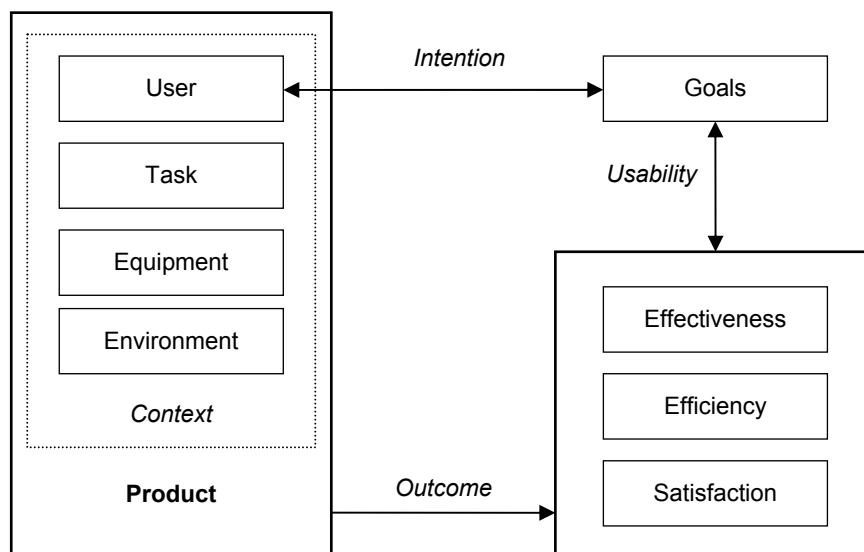 User
Task
Equipment
Environment
Context
Product
Intention
Goals
Usability
Effectiveness
Efficiency
Satisfaction
Outcome